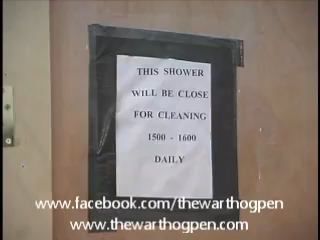 THIS SHOWER
WILL BE CLOSE
FOR CLEANING
1500 - 1600
DAILY
www.facebook.com/thewarthogpen
www.thewarthogpen.com